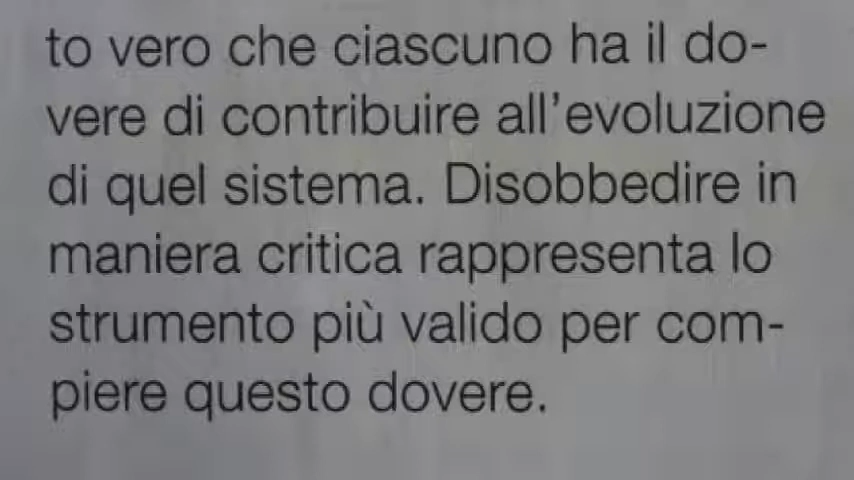 to vero che ciascuno ha il do-
vere di contribuire all'evoluzione
di quel sistema. Disobbedire in
maniera critica rappresenta lo
strumento più valido per com-
piere questo dovere.